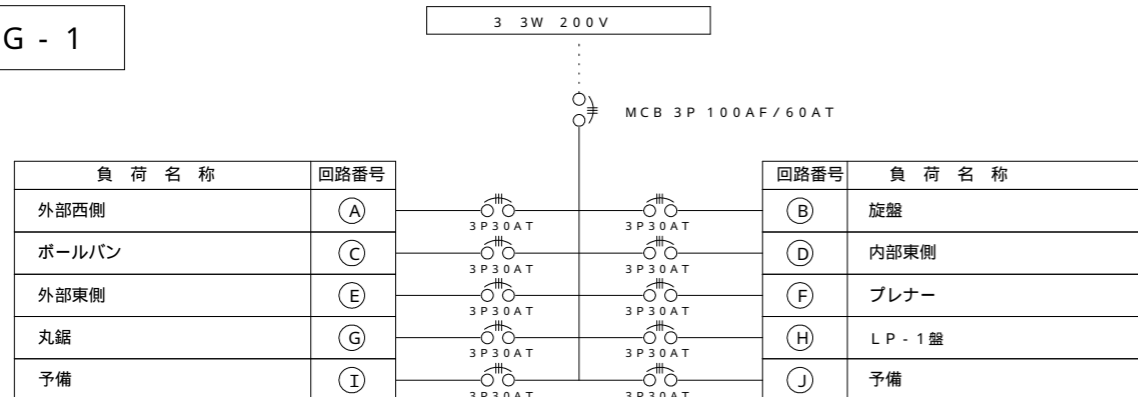 G - 1
3 3W 200V
MCB 3P 100AF/60AT
負荷名称 回路番号 回路番号 負荷名称
外部西側 A 3P30AT 3P30AT B 旋盤
ボールバン C 3P30AT 3P30AT D 内部東側
外部東側 E 3P30AT 3P30AT F プレナー
丸鋸 G 3P30AT 3P30AT H LP-1盤
予備 I 3P30AT 3P30AT J 予備